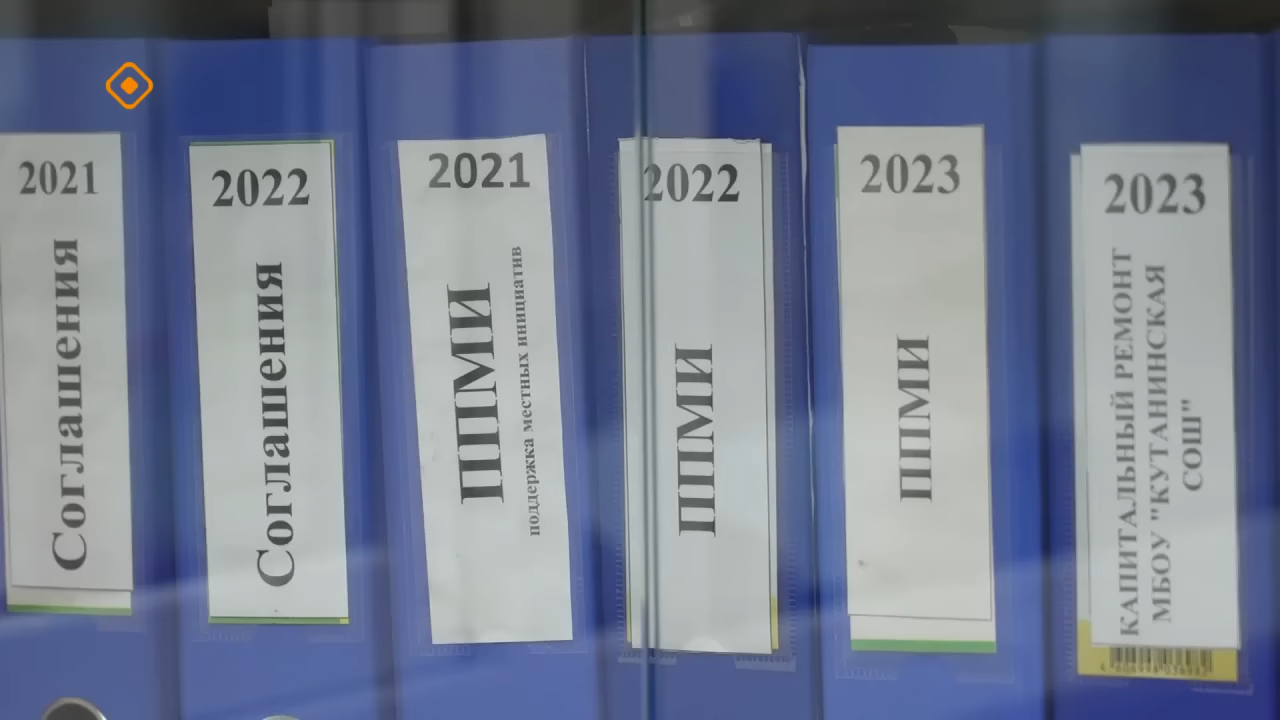 2021
Соглашения
2022
Соглашения
2021
ППМИ
поддержка местных инициатив
2022
ППМИ
2023
ППМИ
2023
КАПИТАЛЬНЫЙ РЕМОНТ
МБОУ "КУТАНИНСКАЯ
СОШ"